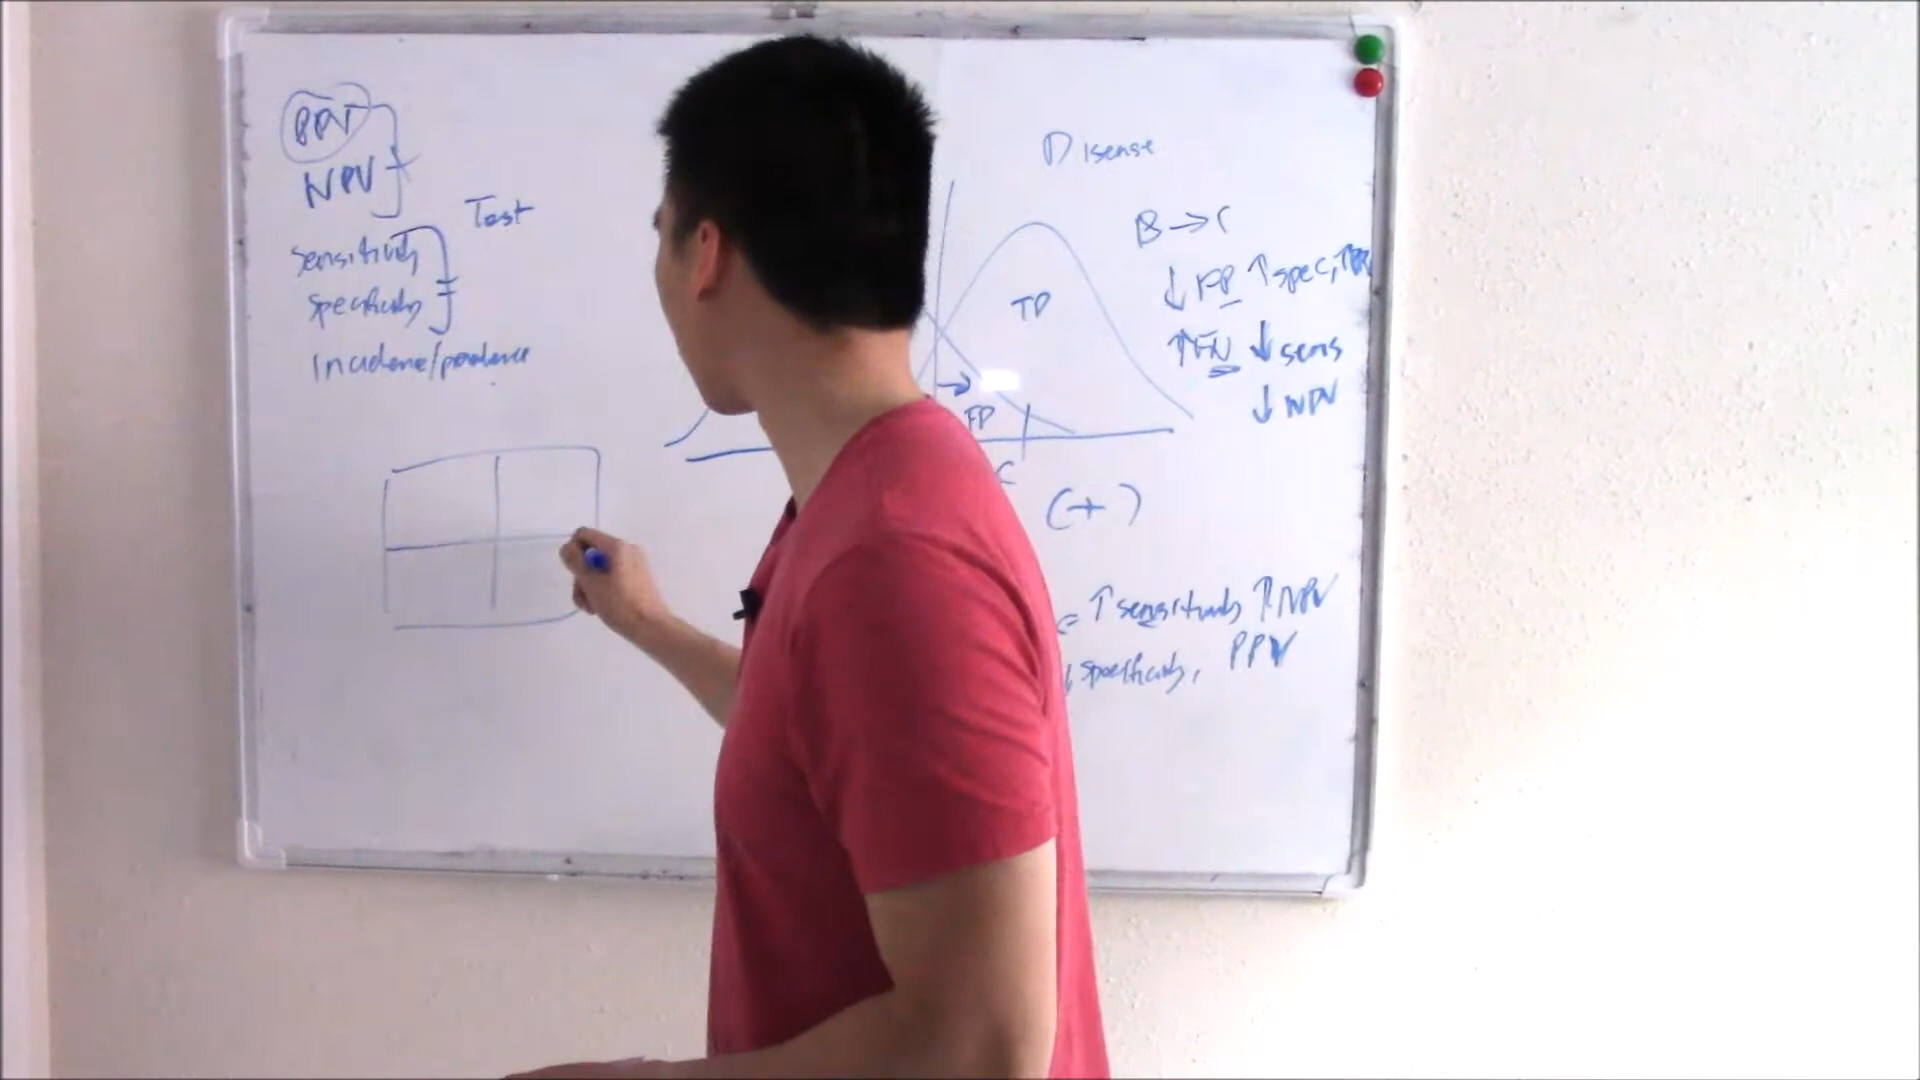 PPV
NPV
Test
Sensitivity
Specificity
Incidence/prevalence
Disease
B → C
↓ FP ↑ spec,
↑ FN ↓ sens
↓ NPV
TP
FP
C
(+)
= ↑ sensitivity ↑ NPV
↓ specificity, PPV